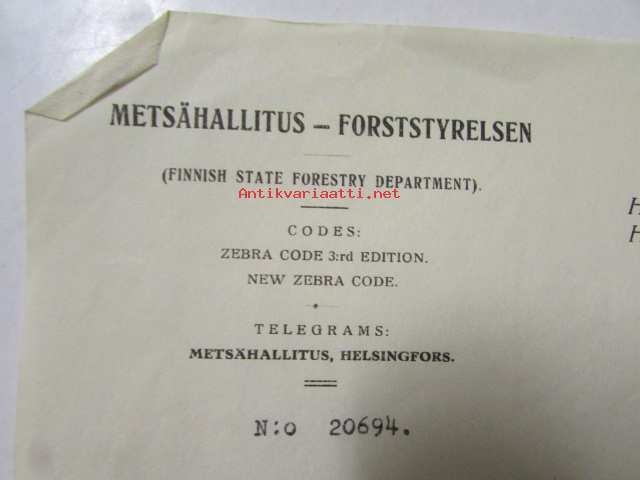 METSÄHALLITUS — FORSTSTYRELSEN
(FINNISH STATE FORESTRY DEPARTMENT).
Antikvariaatti.net
CODES:
ZEBRA CODE 3:rd EDITION.
NEW ZEBRA CODE.
TELEGRAMS:
METSÄHALLITUS, HELSINGFORS.
N:o 20694.
H
H